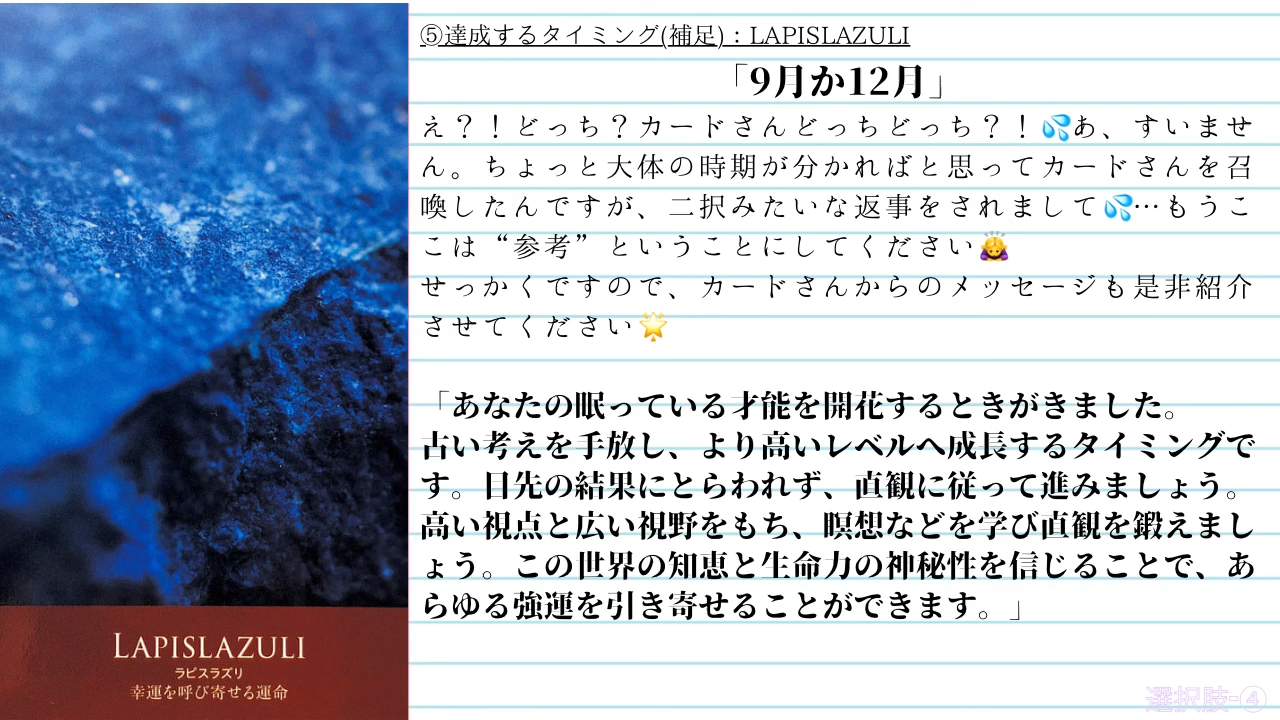 ⑤達成するタイミング(補足)：LAPISLAZULI
「9月か12月」
え？！どっち？カードさんどっちどっち？！💦あ、すいませ
ん。ちょっと大体の時期が分かればと思ってカードさんを召
喚したんですが、二択みたいな返事をされまして💦…もうこ
こは“参考”ということにしてください🙇‍♀️
せっかくですので、カードさんからのメッセージも是非紹介
させてください🌟
「あなたの眠っている才能を開花するときがきました。
古い考えを手放し、より高いレベルへ成長するタイミングで
す。目先の結果にとらわれず、直観に従って進みましょう。
高い視点と広い視野をもち、瞑想などを学び直観を鍛えまし
ょう。この世界の知恵と生命力の神秘性を信じることで、あ
らゆる強運を引き寄せることができます。」
LAPISLAZULI
ラピスラズリ
幸運を呼び寄せる運命
選択肢-④